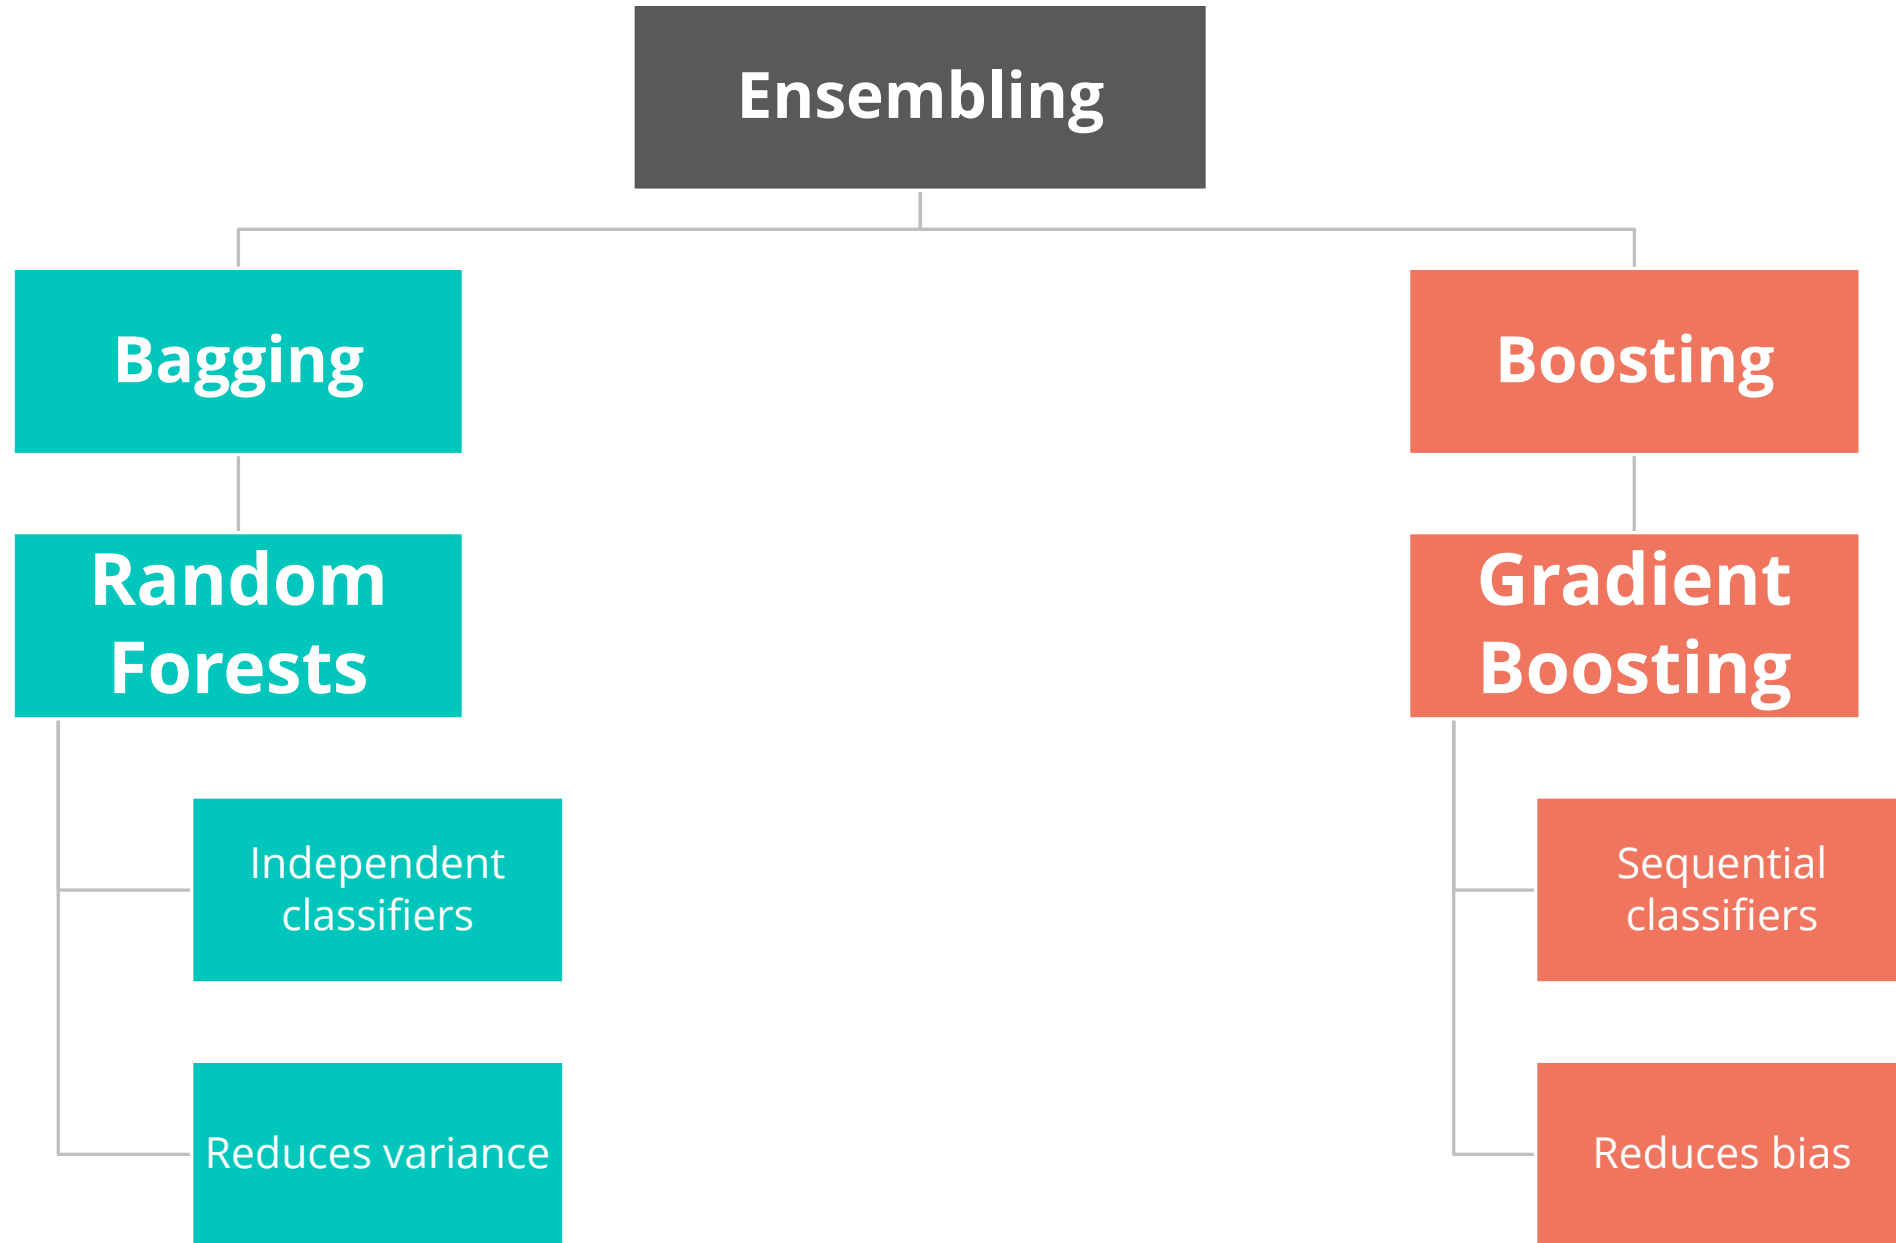 Ensembling
Bagging
Boosting
Random
Forests
Gradient
Boosting
Independent
classifiers
Sequential
classifiers
Reduces variance
Reduces bias